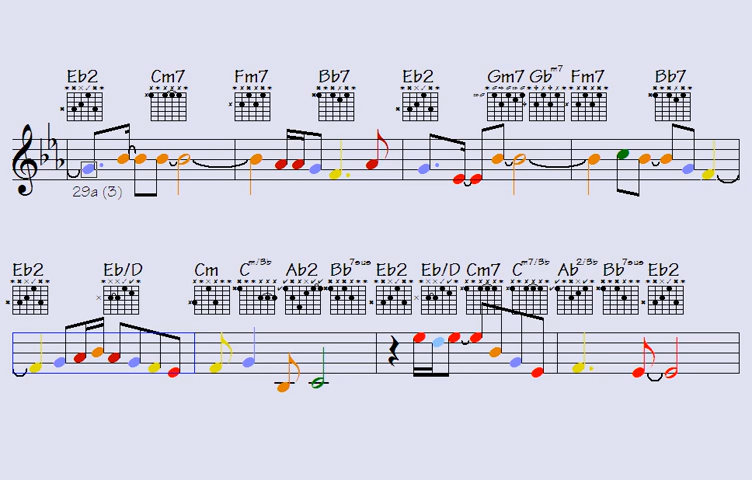 Eb2 Cm7 Fm7 Bb7 Eb2 Gm7 Gbm7 Fm7 Bb7
29a (3)
Eb2 Eb/D Cm Cm/Bb Ab2 Bb7sus Eb2 Eb/D Cm7 Cm7/Bb Ab2/Bb Bb7sus Eb2